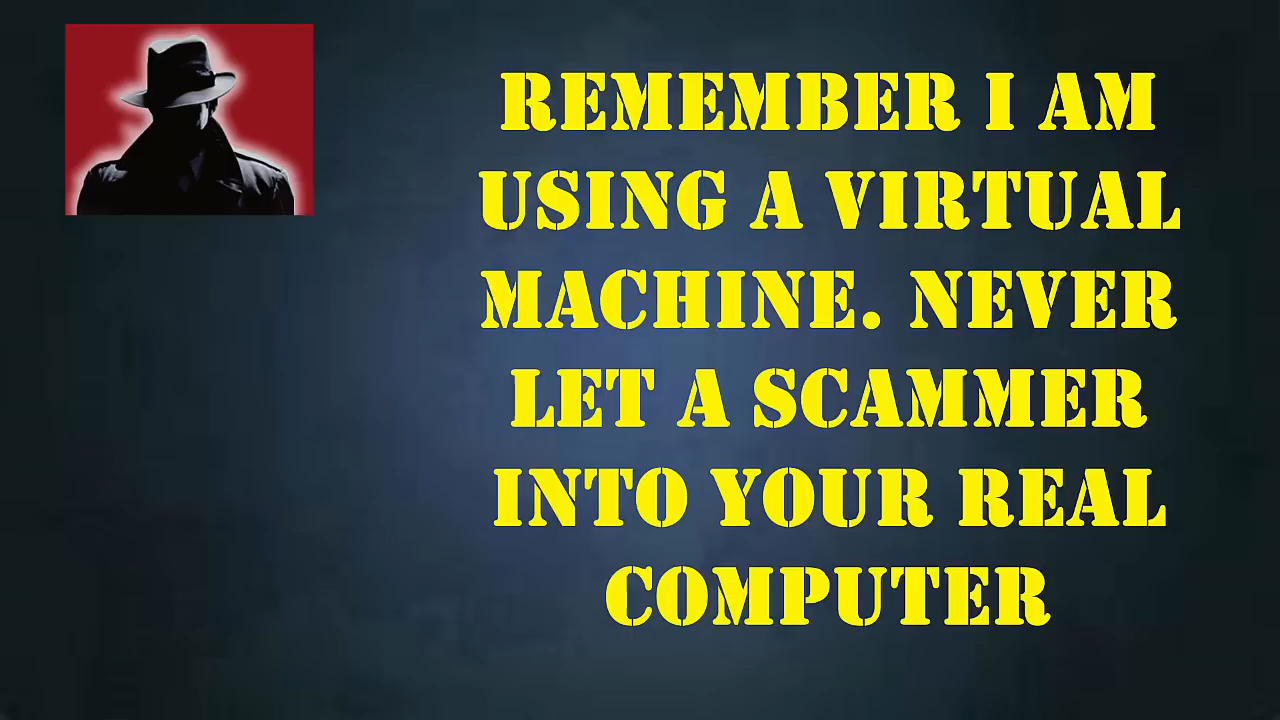 REMEMBER I AM
USING A VIRTUAL
MACHINE. NEVER
LET A SCAMMER
INTO YOUR REAL
COMPUTER